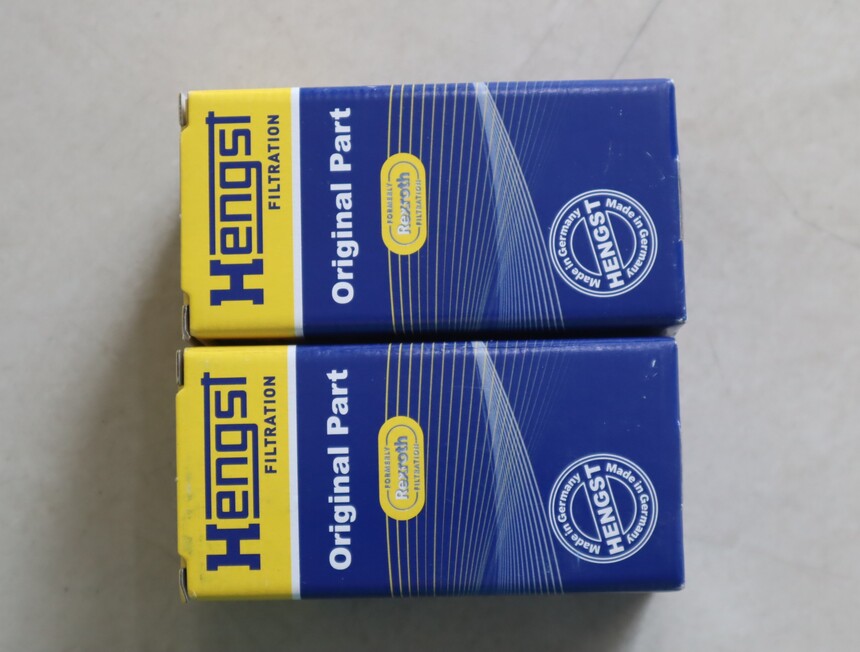 Hengst
FILTRATION
Original Part
FORMERLY
Rexroth
FILTRATION
Made in Germany
HENGST
Made in Germany
Hengst
FILTRATION
Original Part
FORMERLY
Rexroth
FILTRATION
Made in Germany
HENGST
Made in Germany